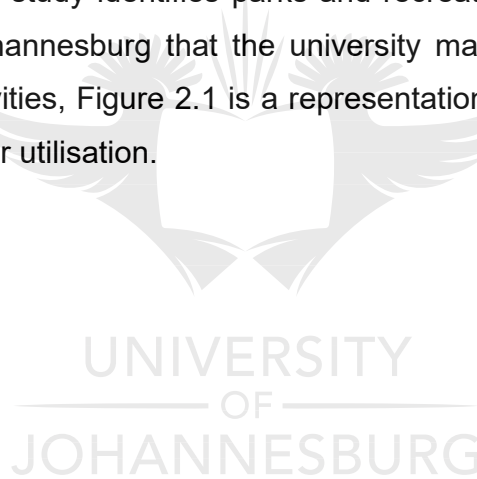 study identifies parks and recrea
annesburg that the university ma
ities, Figure 2.1 is a representation
r utilisation.
UNIVERSITY
OF
JOHANNESBURG